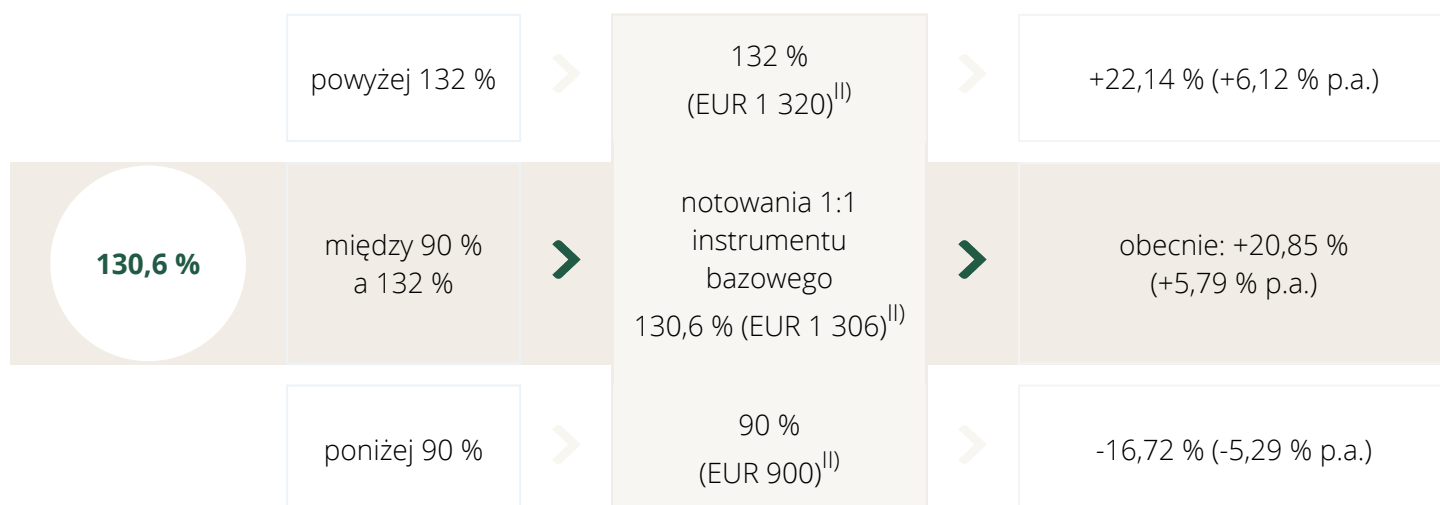 powyżej 132 %
132 %
(EUR 1 320)II)
+22,14 % (+6,12 % p.a.)
130,6 %
między 90 %
a 132 %
notowania 1:1
instrumentu
bazowego
130,6 % (EUR 1 306)II)
obecnie: +20,85 %
(+5,79 % p.a.)
poniżej 90 %
90 %
(EUR 900)II)
-16,72 % (-5,29 % p.a.)